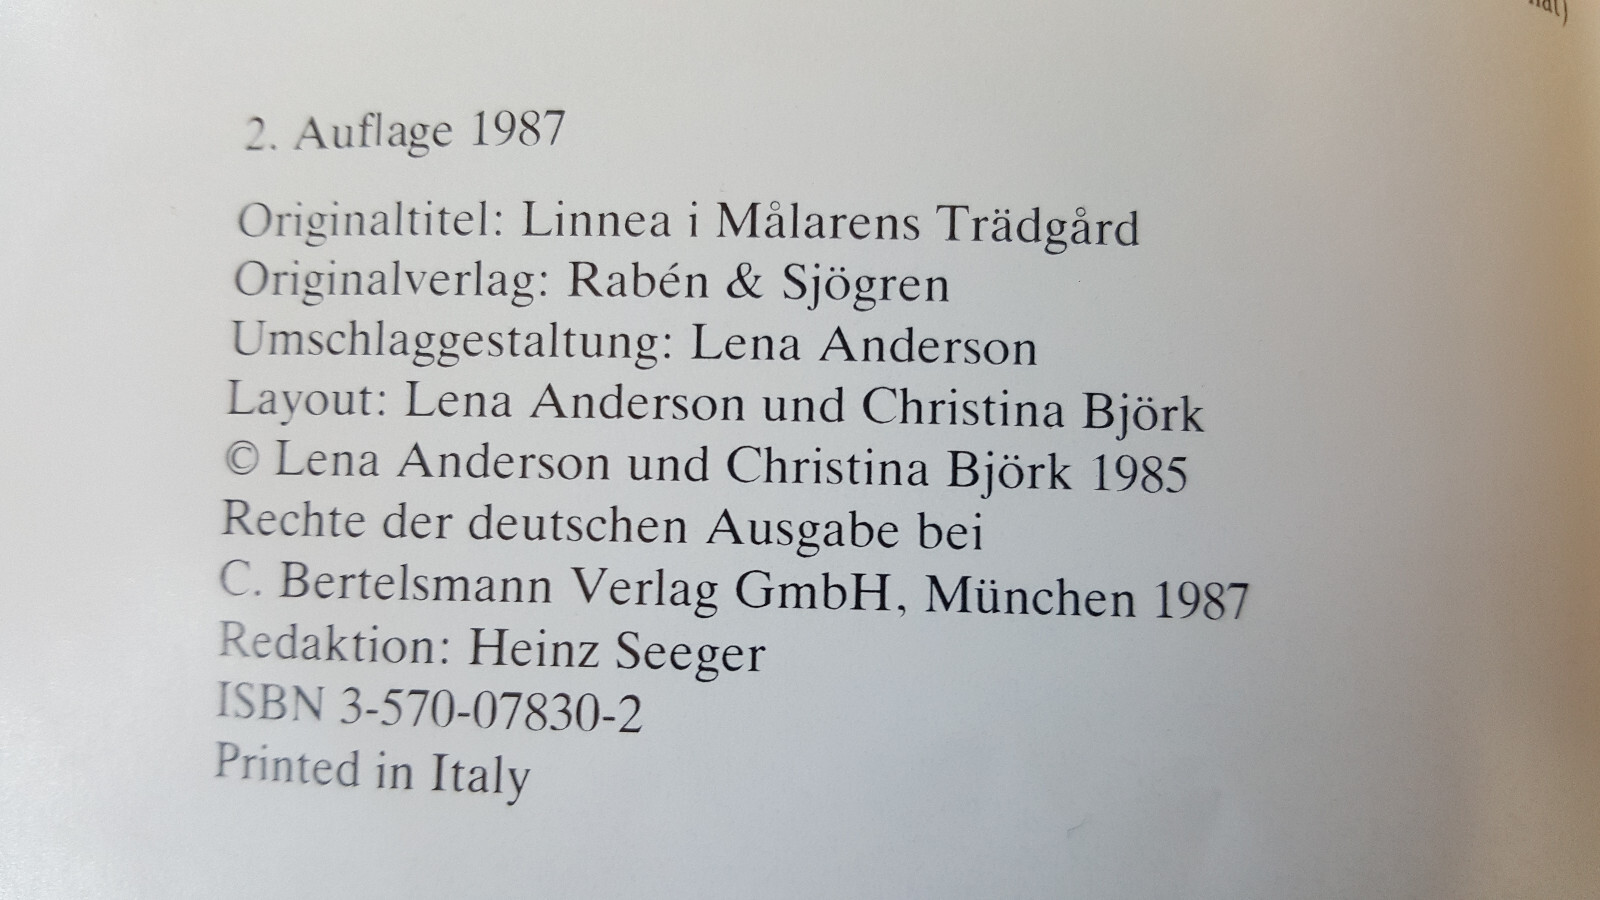 2. Auflage 1987
Originaltitel: Linnea i Målarens Trädgård
Originalverlag: Rabén & Sjögren
Umschlaggestaltung: Lena Anderson
Layout: Lena Anderson und Christina Björk
© Lena Anderson und Christina Björk 1985
Rechte der deutschen Ausgabe bei
C. Bertelsmann Verlag GmbH, München 1987
Redaktion: Heinz Seeger
ISBN 3-570-07830-2
Printed in Italy